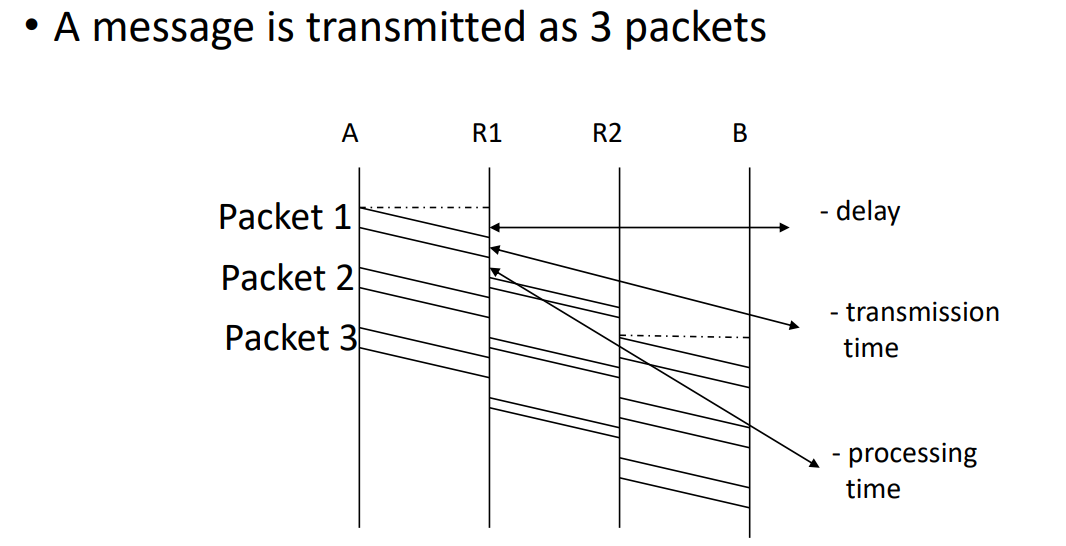 • A message is transmitted as 3 packets
A R1 R2 B
Packet 1
- delay
Packet 2
- transmission
time
Packet 3
- processing
time